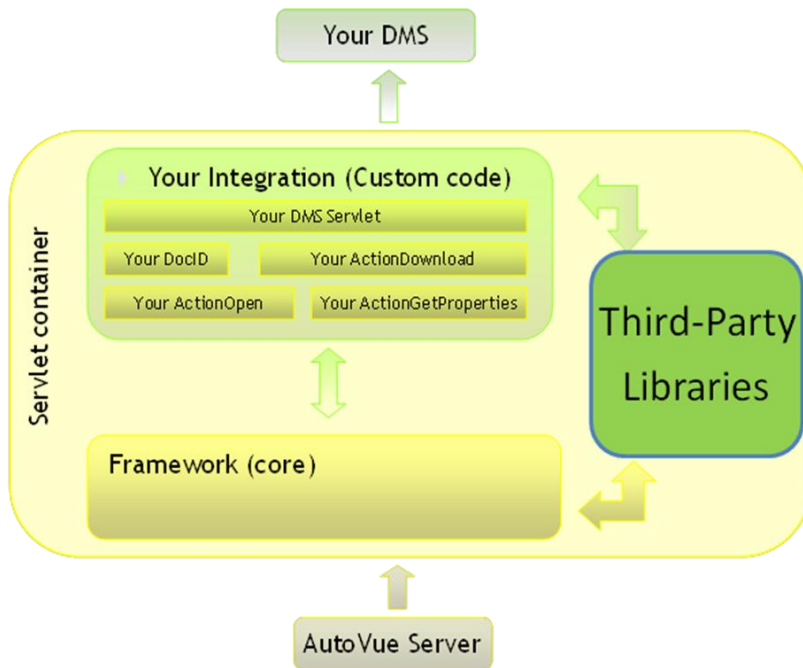 Your DMS
Your Integration (Custom code)
Your DMS Servlet
Your DocID
Your ActionDownload
Your ActionOpen
Your ActionGetProperties
Servlet container
Third-Party
Libraries
Framework (core)
AutoVue Server